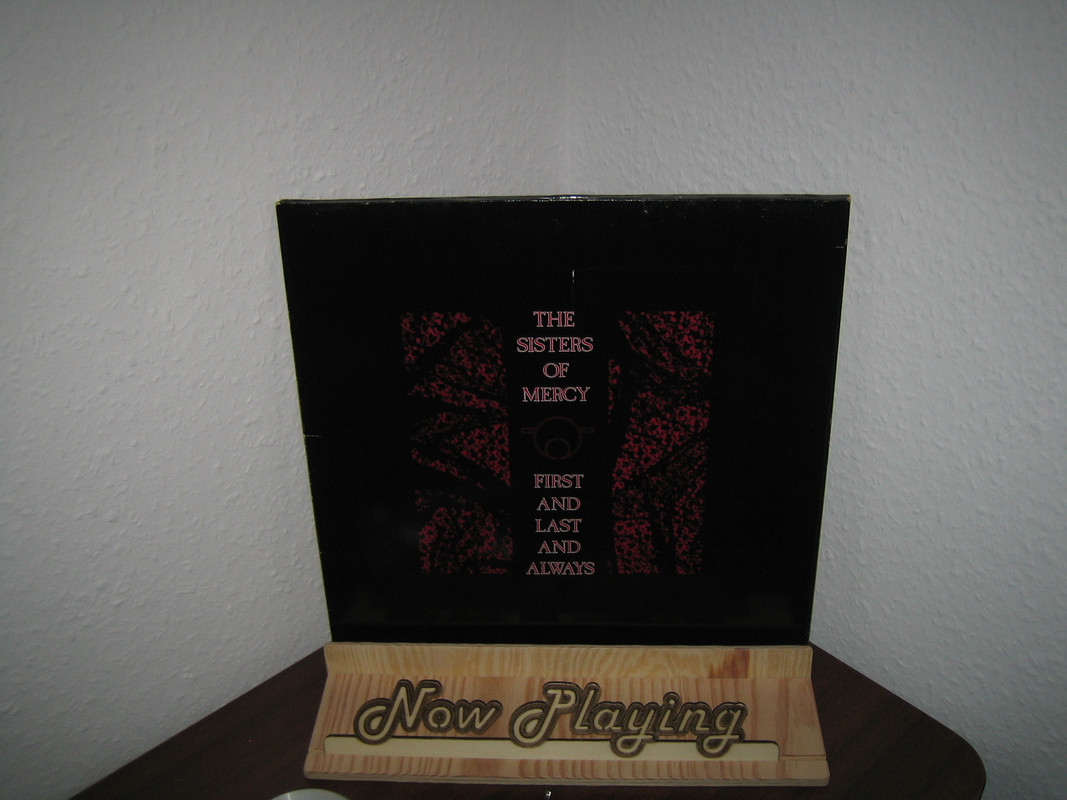 THE
SISTERS
OF
MERCY
FIRST
AND
LAST
AND
ALWAYS
Now Playing